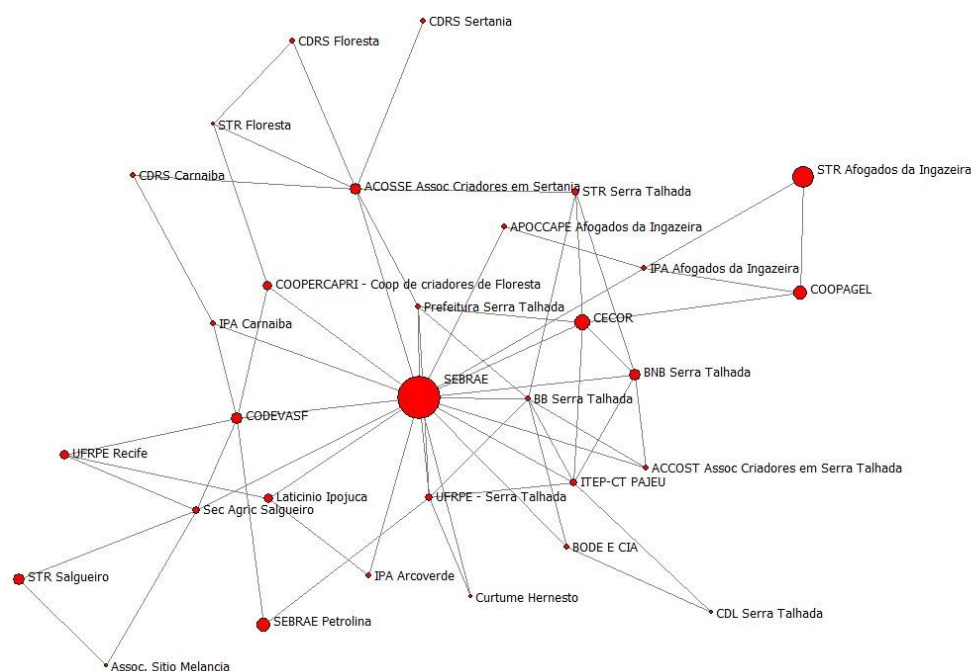 CDRS Sertania
CDRS Floresta
STR Floresta
STR Afogados da Ingazeira
CDRS Carnaiba
ACOSSE Assoc Criadores em Sertania
STR Serra Talhada
APOCCAPE Afogados da Ingazeira
IPA Afogados da Ingazeira
COOPERCAPRI - Coop de criadores de Floresta
COOPAGEL
Prefeitura Serra Talhada
IPA Carnaiba
CECOR
SEBRAE
BNB Serra Talhada
BB Serra Talhada
CODEVASF
UFRPE Recife
ACCOST Assoc Criadores em Serra Talhada
ITEP-CT PAJEU
Laticinio Ipojuca
UFRPE - Serra Talhada
Sec Agric Salgueiro
BODE E CIA
STR Salgueiro
IPA Arcoverde
Curtume Hernesto
CDL Serra Talhada
SEBRAE Petrolina
Assoc. Sitio Melancia